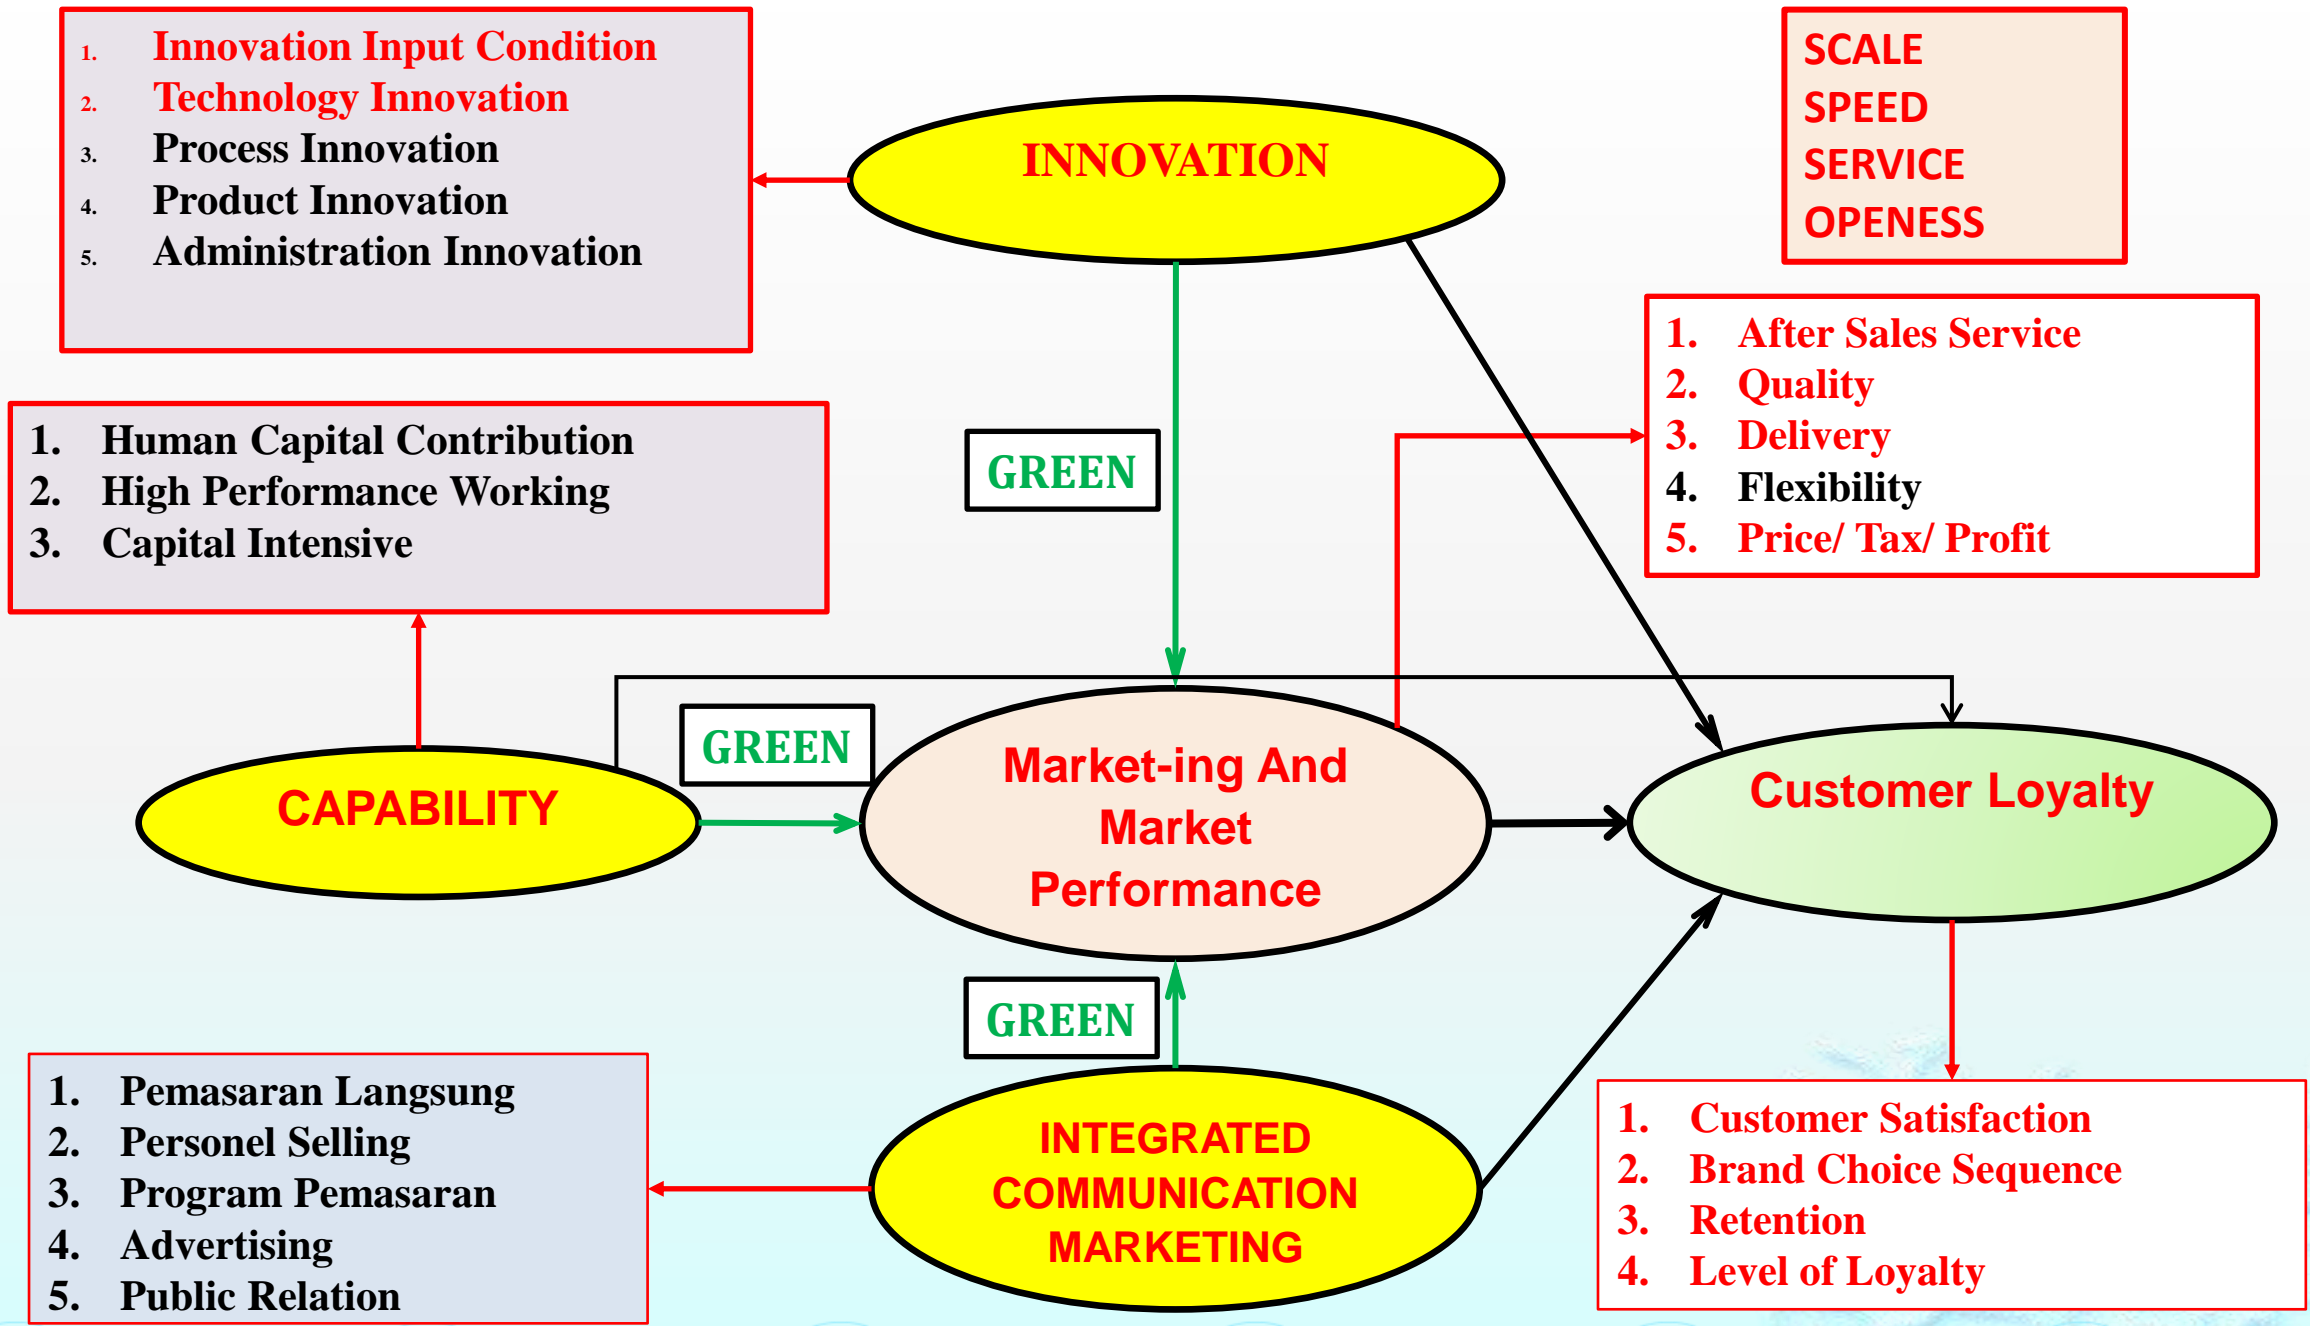 1. Innovation Input Condition
2. Technology Innovation
3. Process Innovation
4. Product Innovation
5. Administration Innovation
INNOVATION
SCALE
SPEED
SERVICE
OPENESS
1. After Sales Service
2. Quality
3. Delivery
4. Flexibility
5. Price/ Tax/ Profit
1. Human Capital Contribution
2. High Performance Working
3. Capital Intensive
GREEN
GREEN
CAPABILITY
Market-ing And
Market
Performance
Customer Loyalty
GREEN
1. Pemasaran Langsung
2. Personel Selling
3. Program Pemasaran
4. Advertising
5. Public Relation
INTEGRATED
COMMUNICATION
MARKETING
1. Customer Satisfaction
2. Brand Choice Sequence
3. Retention
4. Level of Loyalty